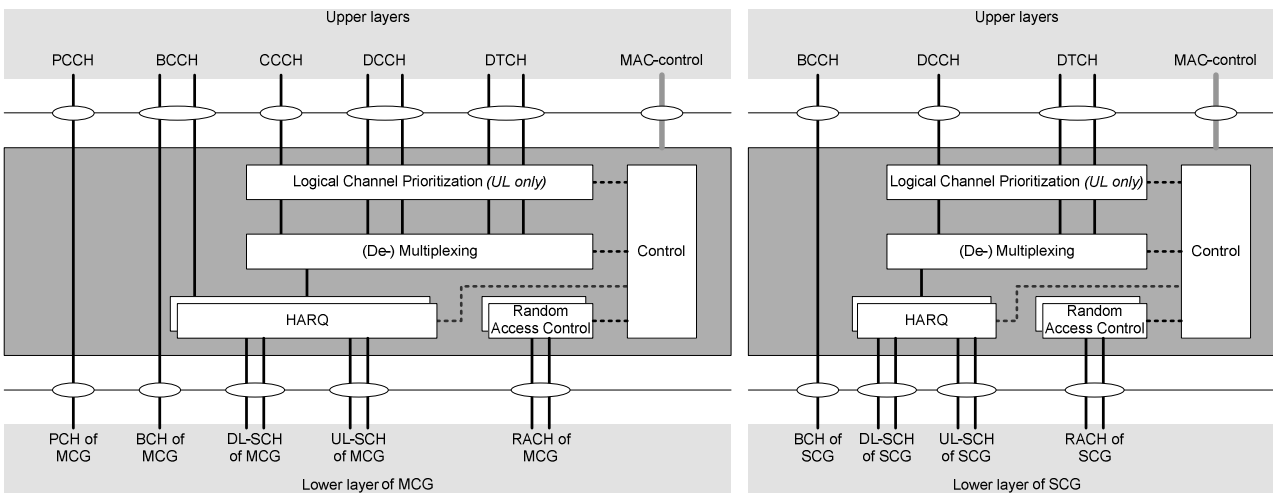 Upper layers
PCCH BCCH CCCH DCCH DTCH MAC-control
Logical Channel Prioritization (UL only)
(De-) Multiplexing
Control
HARQ
Random
Access Control
PCH of
MCG
BCH of
MCG
DL-SCH
of MCG
UL-SCH
of MCG
RACH of
MCG
Lower layer of MCG
Upper layers
BCCH DCCH DTCH MAC-control
Logical Channel Prioritization (UL only)
(De-) Multiplexing
Control
HARQ
Random
Access Control
BCH of
SCG
DL-SCH
of SCG
UL-SCH
of SCG
RACH of
SCG
Lower layer of SCG